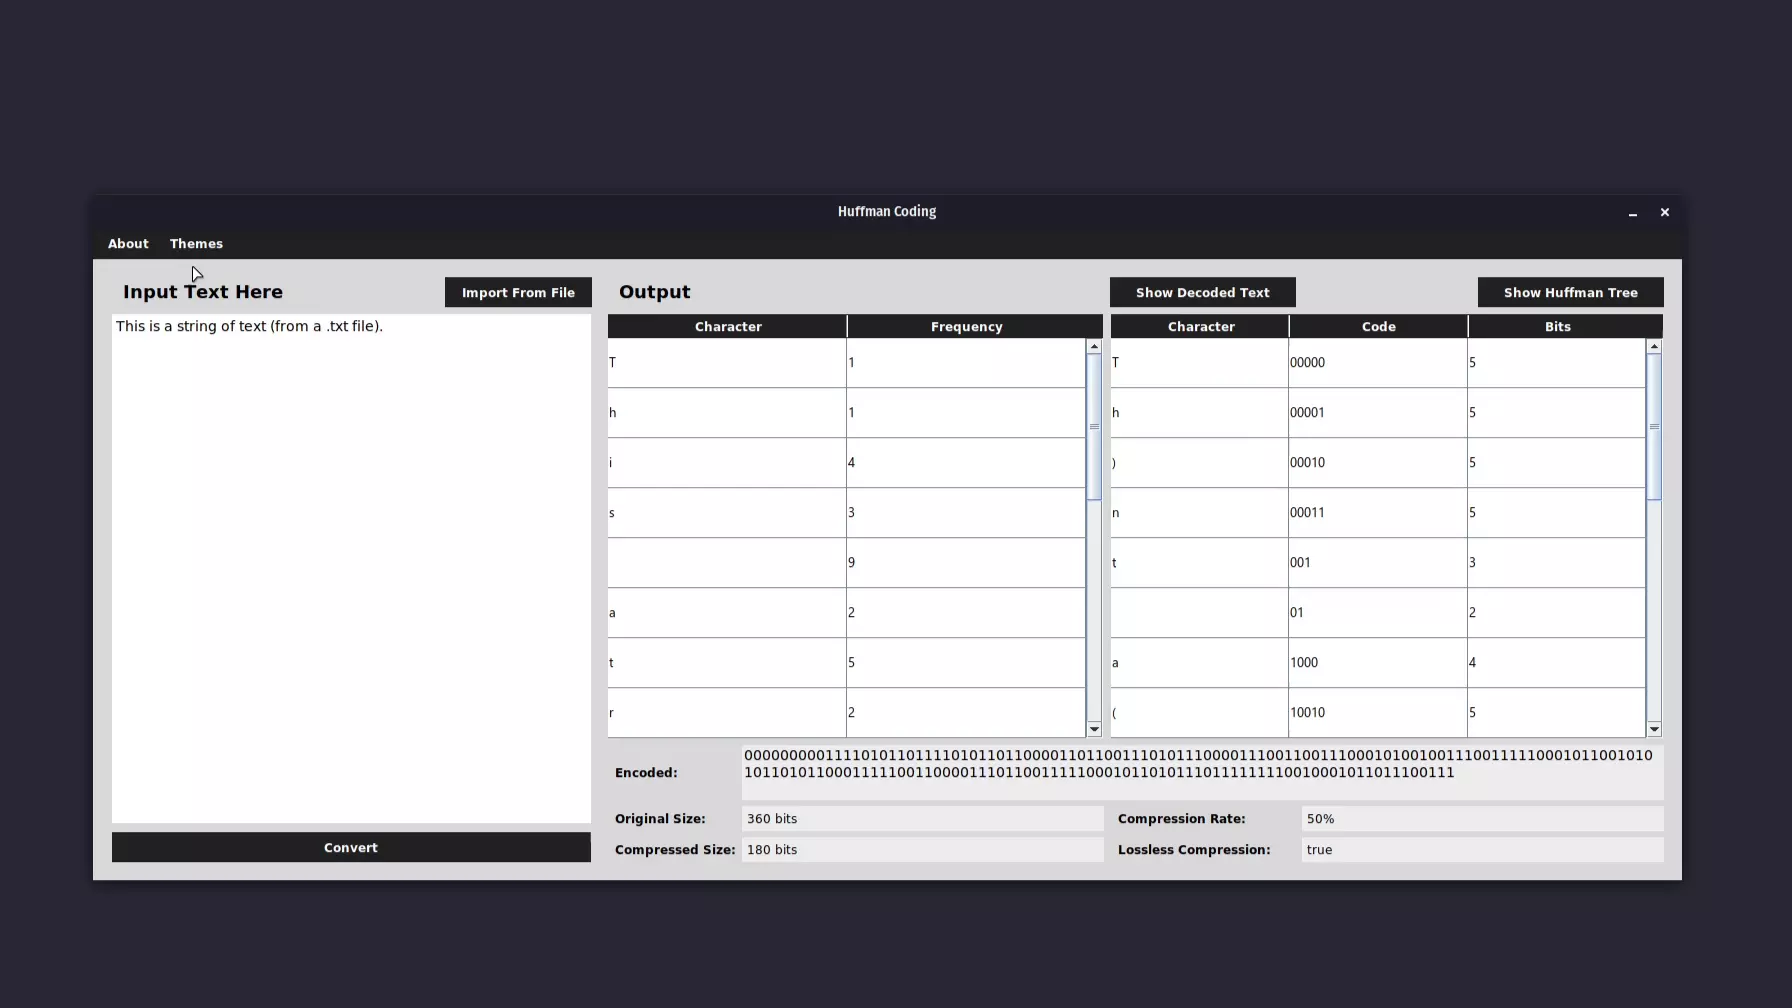 Huffman Coding
About Themes
Input Text Here
Import From File
This is a string of text (from a .txt file).
Convert
Output
Show Decoded Text
Show Huffman Tree
Character Frequency
T 1
h 1
i 4
s 3
9
a 2
t 5
r 2
Character Code Bits
T 00000 5
h 00001 5
) 00010 5
n 00011 5
t 001 3
01 2
a 1000 4
( 10010 5
Encoded:
Original Size: 360 bits
Compression Rate: 50%
Compressed Size: 180 bits
Lossless Compression: true